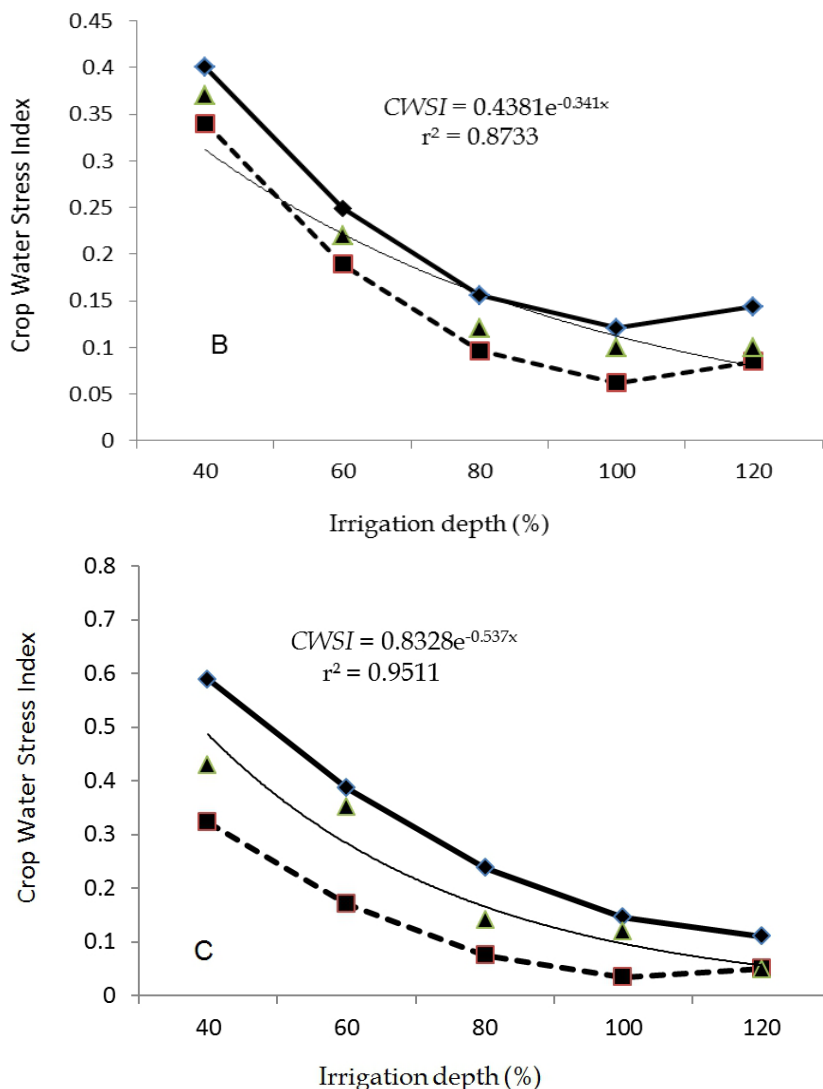 0.45
0.4
0.35
0.3
0.25
0.2
0.15
0.1
0.05
0
Crop Water Stress Index
CWSI = 0.4381e^-0.341x
r² = 0.8733
B
40 60 80 100 120
Irrigation depth (%)
0.8
0.7
0.6
0.5
0.4
0.3
0.2
0.1
0
Crop Water Stress Index
CWSI = 0.8328e^-0.537x
r² = 0.9511
C
40 60 80 100 120
Irrigation depth (%)